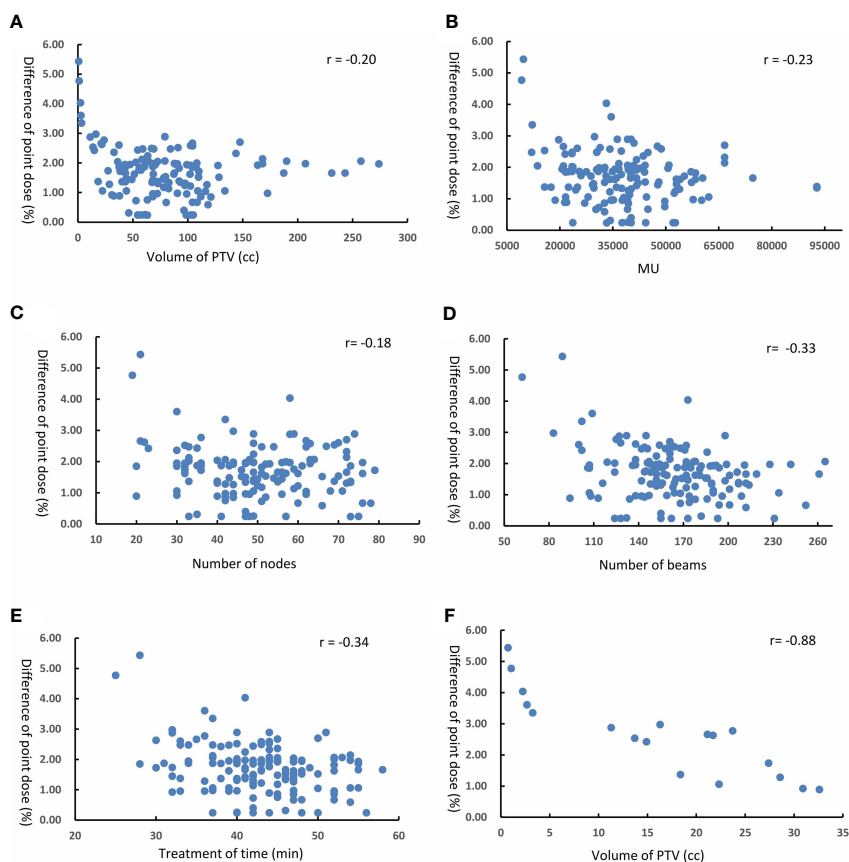 A
Difference of point dose (%)
6.00
5.00
4.00
3.00
2.00
1.00
0.00
r = -0.20
0 50 100 150 200 250 300
Volume of PTV (cc)
B
Difference of point dose (%)
6.00
5.00
4.00
3.00
2.00
1.00
0.00
r = -0.23
5000 20000 35000 50000 65000 80000 95000
MU
C
Difference of point dose (%)
6.00
5.00
4.00
3.00
2.00
1.00
0.00
r= -0.18
10 20 30 40 50 60 70 80 90
Number of nodes
D
Difference of point dose (%)
6.00
5.00
4.00
3.00
2.00
1.00
0.00
r= -0.33
50 80 110 140 170 200 230 260
Number of beams
E
Difference of point dose (%)
6.00
5.00
4.00
3.00
2.00
1.00
0.00
r = -0.34
20 30 40 50 60
Treatment of time (min)
F
Difference of point dose (%)
6.00
5.00
4.00
3.00
2.00
1.00
0.00
r= -0.88
0 5 10 15 20 25 30 35
Volume of PTV (cc)